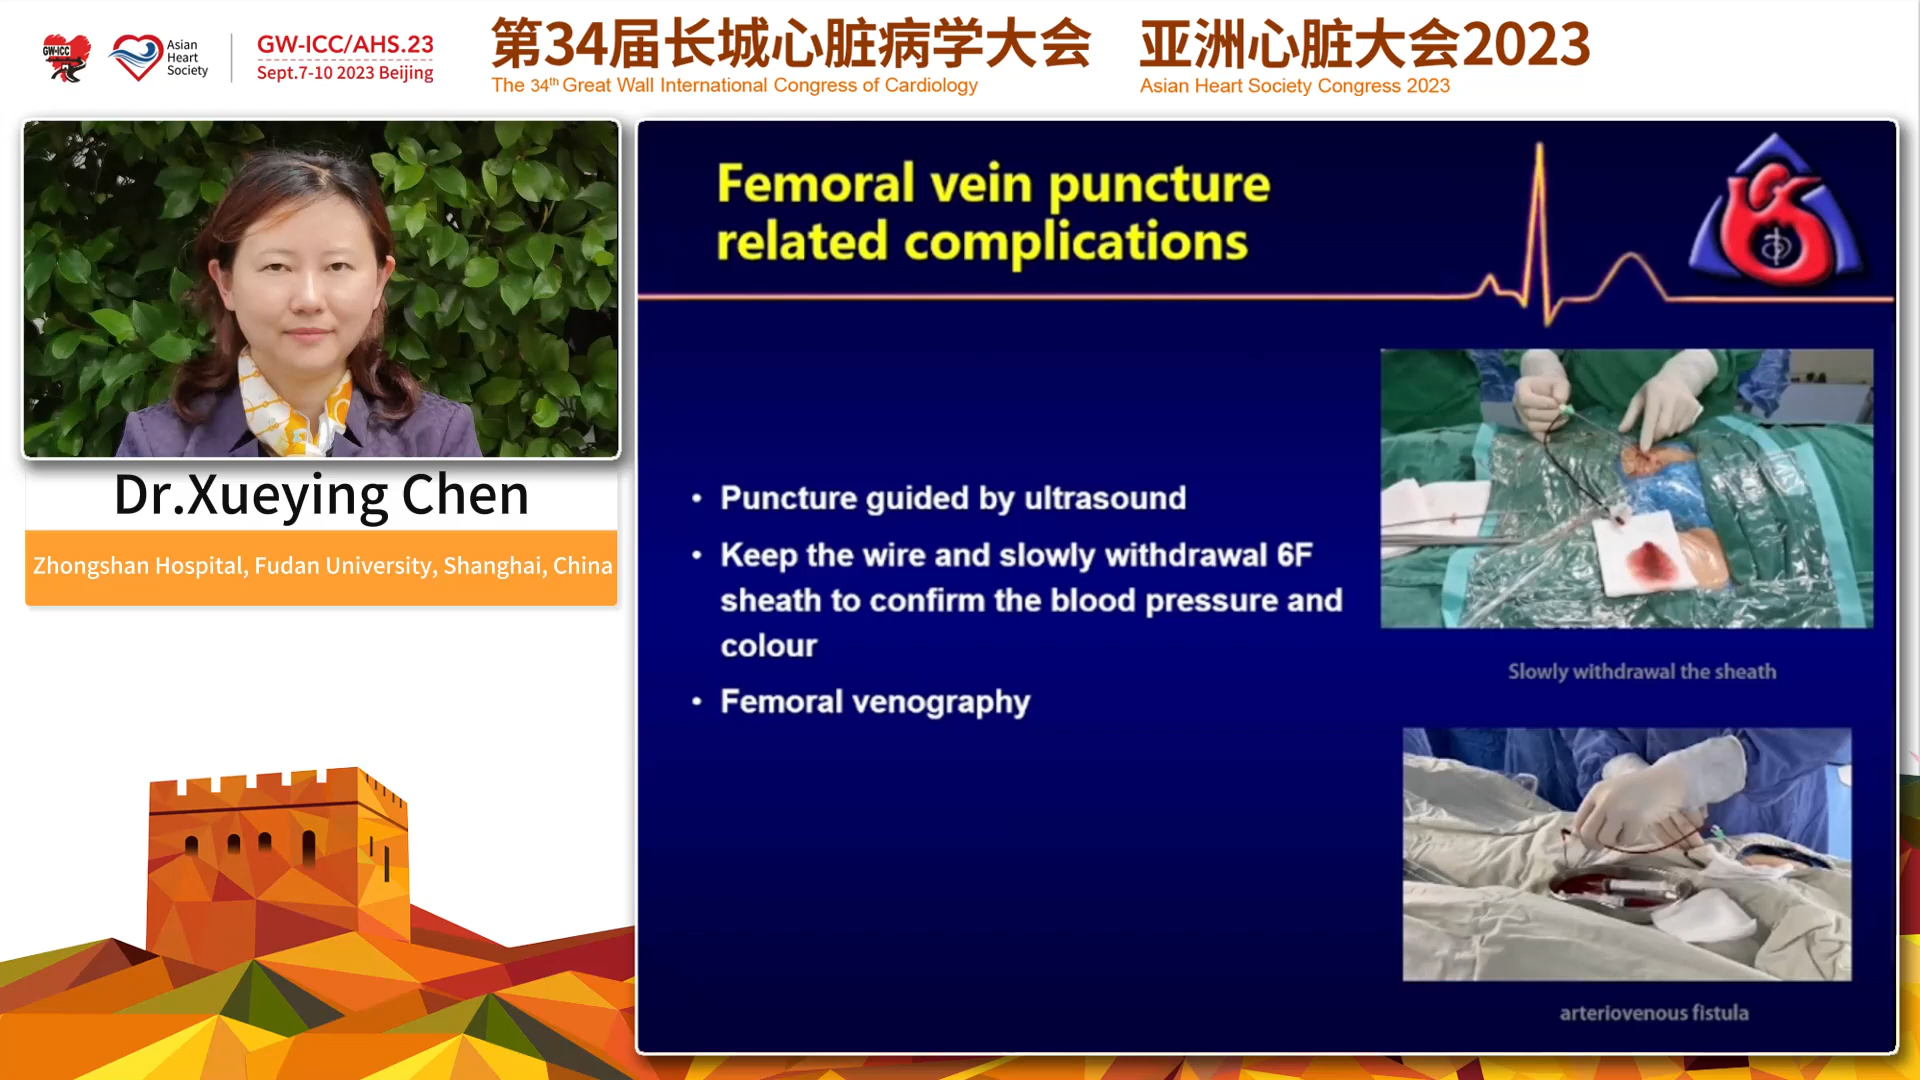 GW-ICC
Asian
Heart
Society
GW-ICC/AHS.23
Sept.7-10 2023 Beijing
第34届长城心脏病学大会
The 34th Great Wall International Congress of Cardiology
亚洲心脏大会2023
Asian Heart Society Congress 2023
Dr.Xueying Chen
Zhongshan Hospital, Fudan University, Shanghai, China
Femoral vein puncture
related complications
• Puncture guided by ultrasound
• Keep the wire and slowly withdrawal 6F
sheath to confirm the blood pressure and
colour
• Femoral venography
Slowly withdrawal the sheath
arteriovenous fistula